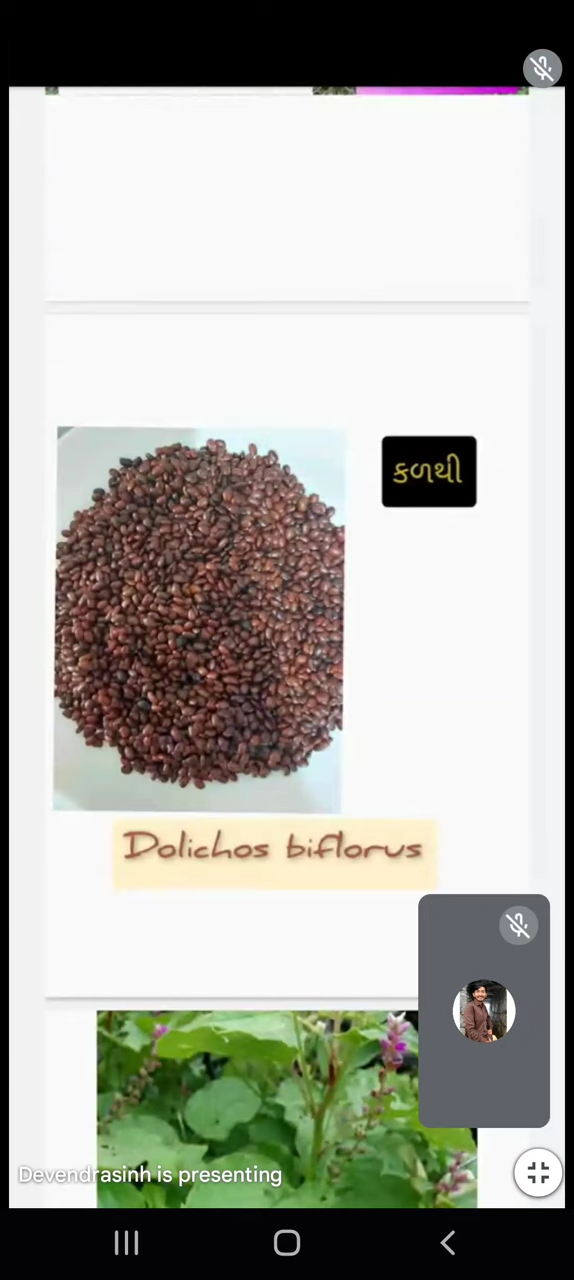 કળથી
Dolichos biflorus
Devendrasinh is presenting